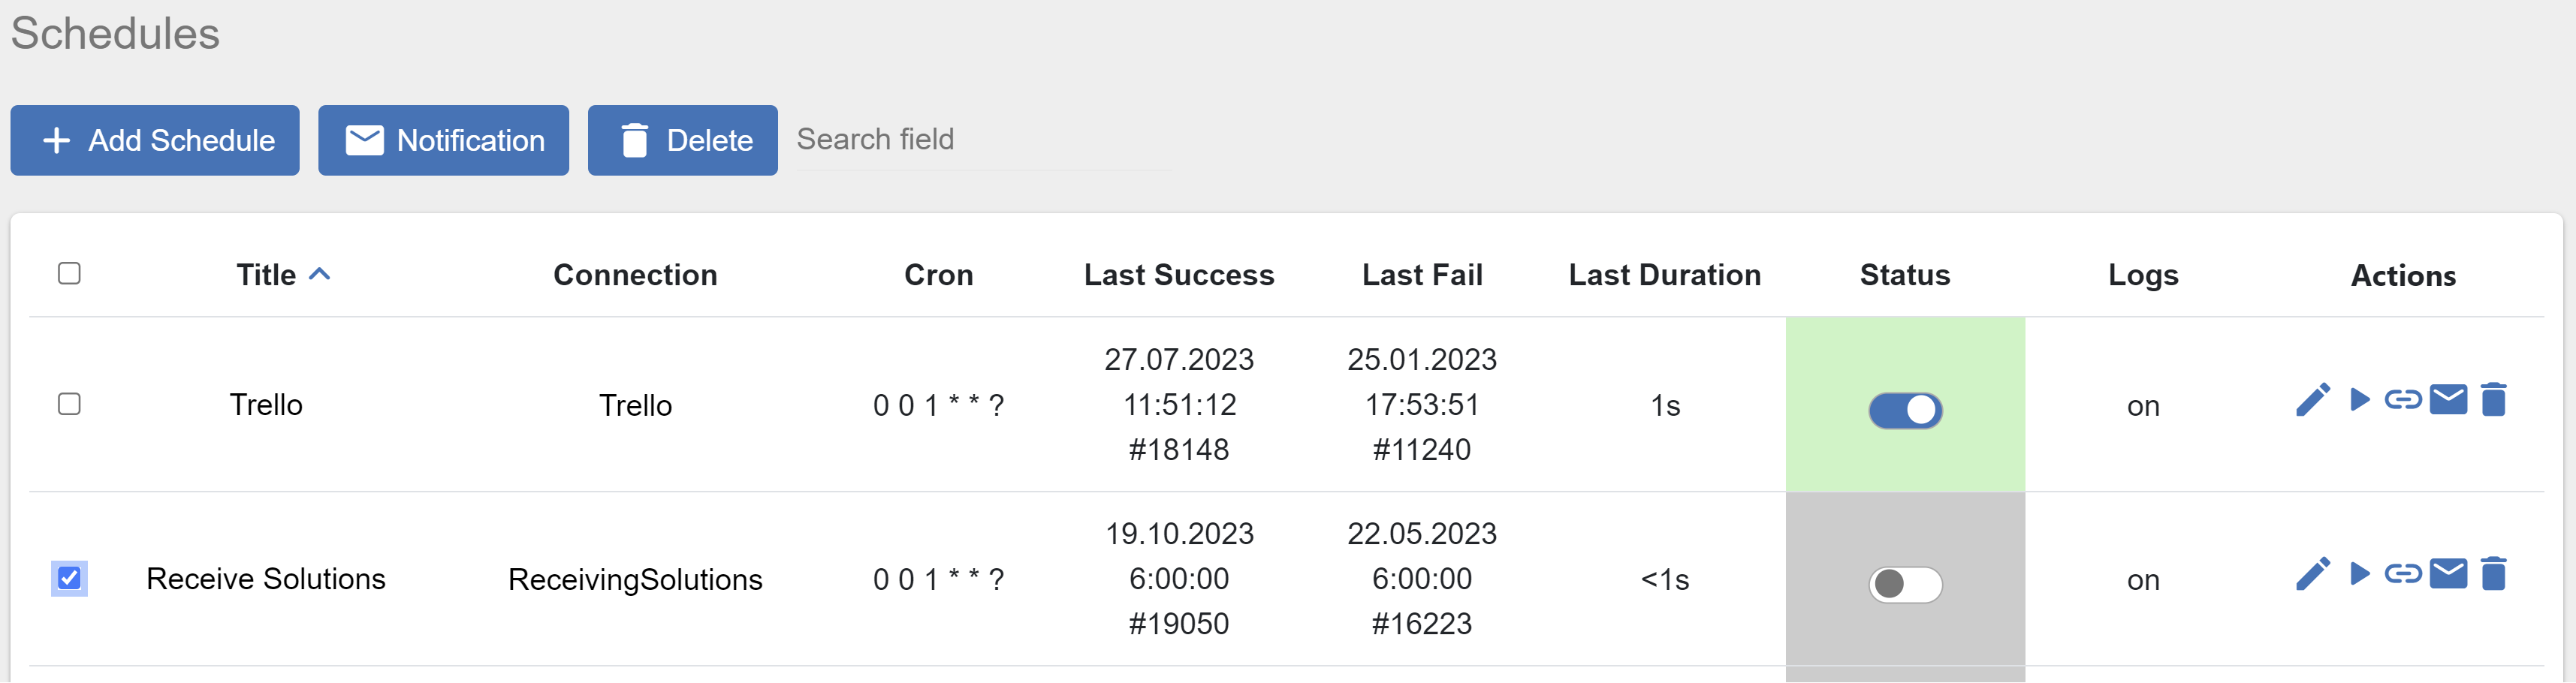 Schedules
Add Schedule Notification Delete Search field
Title Connection Cron Last Success Last Fail Last Duration Status Logs Actions
27.07.2023 25.01.2023
Trello Trello 0 0 1 * * ? 11:51:12 17:53:51 1s on
#18148 #11240
19.10.2023 22.05.2023
Receive Solutions ReceivingSolutions 0 0 1 * * ? 6:00:00 6:00:00 <1s on
#19050 #16223